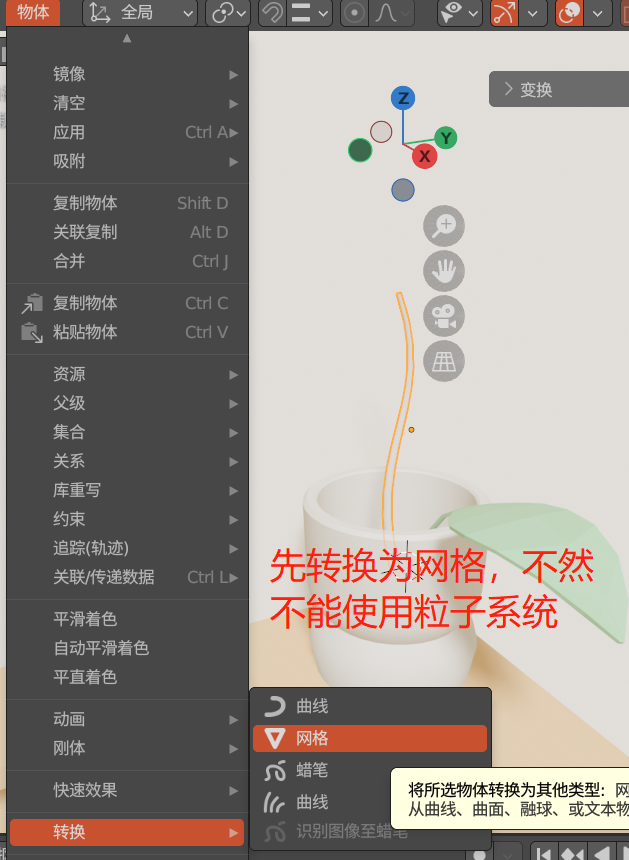 物体
全局
镜像
清空
应用 Ctrl A
吸附
变换
Z
Y
X
复制物体 Shift D
关联复制 Alt D
合并 Ctrl J
复制物体 Ctrl C
粘贴物体 Ctrl V
资源
父级
集合
关系
库重写
约束
追踪(轨迹)
关联/传递数据 Ctrl L
先转换为网格，不然
不能使用粒子系统
平滑着色
自动平滑着色
平直着色
动画
刚体
快速效果
转换
曲线
网格
蜡笔
曲线
识别图像至蜡笔
将所选物体转换为其他类型：网
从曲线、曲面、融球、或文本物